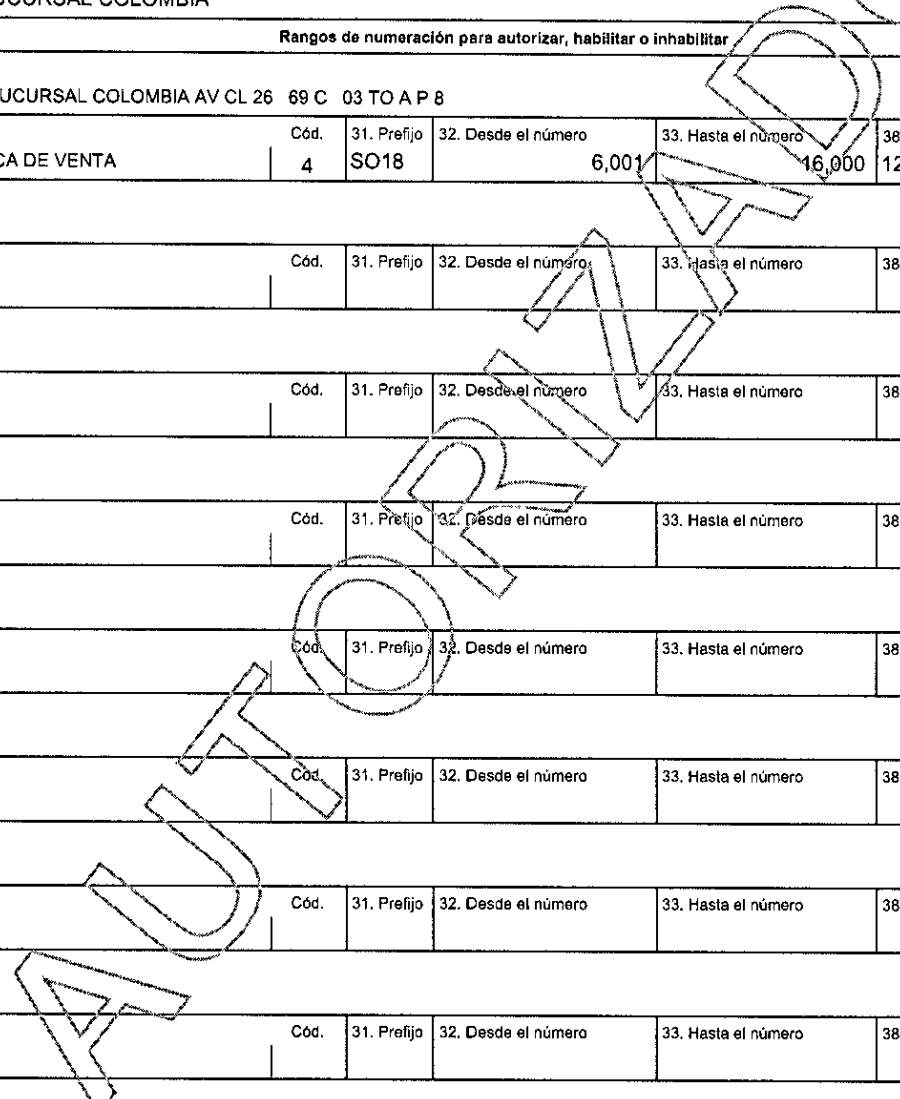 SUCURSAL COLOMBIA
Rangos de numeración para autorizar, habilitar o inhabilitar
UCURSAL COLOMBIA AV CL 26 69 C 03 TO A P 8
Cód. 31. Prefijo 32. Desde el número 33. Hasta el número 38
CA DE VENTA 4 SO18 6,001 16,000 12
Cód. 31. Prefijo 32. Desde el número 33. Hasta el número 38
Cód. 31. Prefijo 32. Desde el número 33. Hasta el número 38
Cód. 31. Prefijo 32. Desde el número 33. Hasta el número 38
Cód. 31. Prefijo 32. Desde el número 33. Hasta el número 38
Cód. 31. Prefijo 32. Desde el número 33. Hasta el número 38
Cód. 31. Prefijo 32. Desde el número 33. Hasta el número 38
Cód. 31. Prefijo 32. Desde el número 33. Hasta el número 38
AUTORIZADO